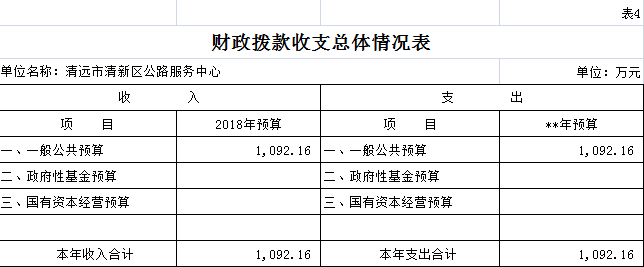 表4
财政拨款收支总体情况表
单位名称：清远市清新区公路服务中心 单位：万元
收 入 支 出
项 目 2018年预算 项 目 **年预算
一、一般公共预算 1,092.16 一、一般公共预算 1,092.16
二、政府性基金预算 二、政府性基金预算
三、国有资本经营预算 三、国有资本经营预算
本年收入合计 1,092.16 本年支出合计 1,092.16